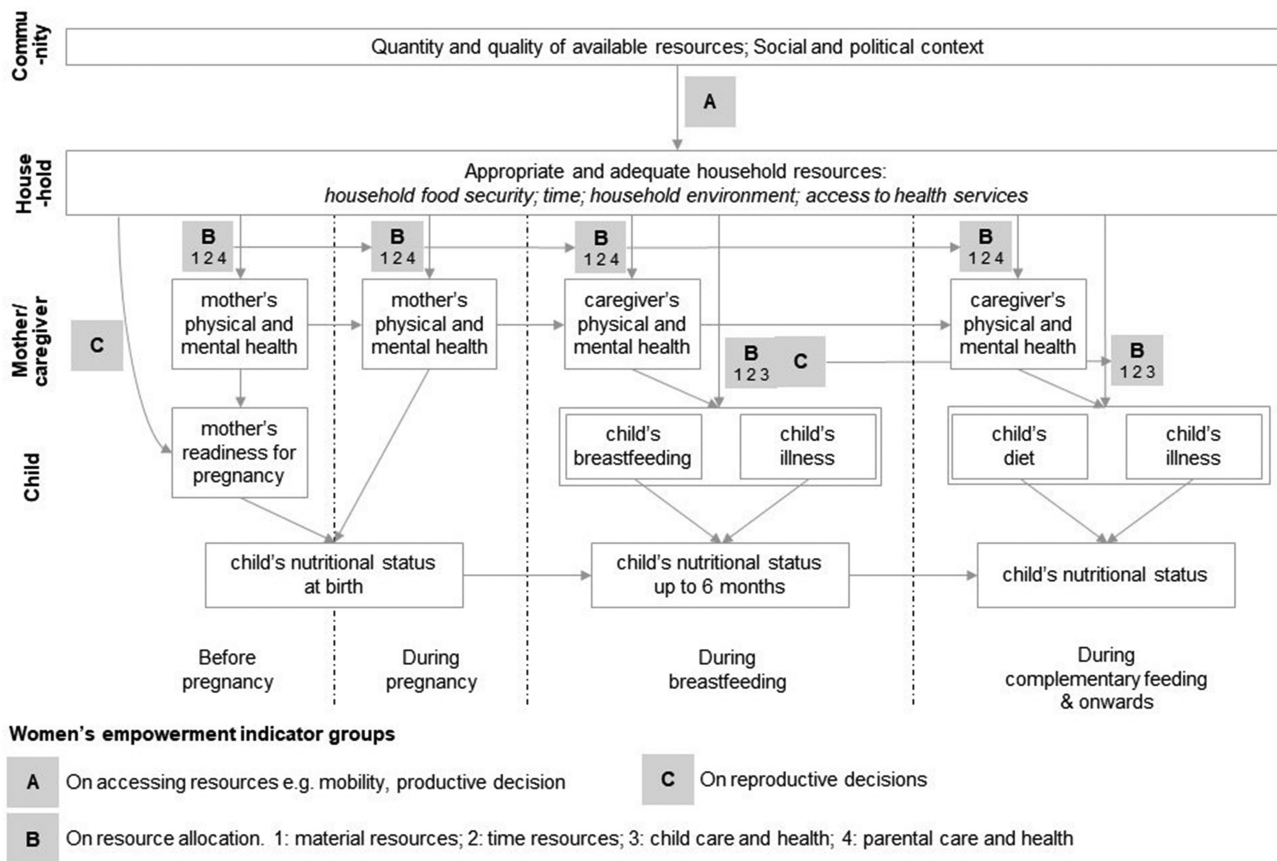 Commu
-nity
Quantity and quality of available resources; Social and political context
A
House
-hold
Appropriate and adequate household resources:
household food security; time; household environment; access to health services
B
1 2 4
B
1 2 4
B
1 2 4
B
1 2 4
Mother/
caregiver
C
mother's
physical and
mental health
mother's
physical and
mental health
caregiver's
physical and
mental health
caregiver's
physical and
mental health
B
1 2 3
C
B
1 2 3
Child
mother's
readiness for
pregnancy
child's
breastfeeding
child's
illness
child's
diet
child's
illness
child's nutritional status
at birth
child's nutritional status
up to 6 months
child's nutritional status
Before
pregnancy
During
pregnancy
During
breastfeeding
During
complementary feeding
& onwards
Women's empowerment indicator groups
A On accessing resources e.g. mobility, productive decision
C On reproductive decisions
B On resource allocation. 1: material resources; 2: time resources; 3: child care and health; 4: parental care and health